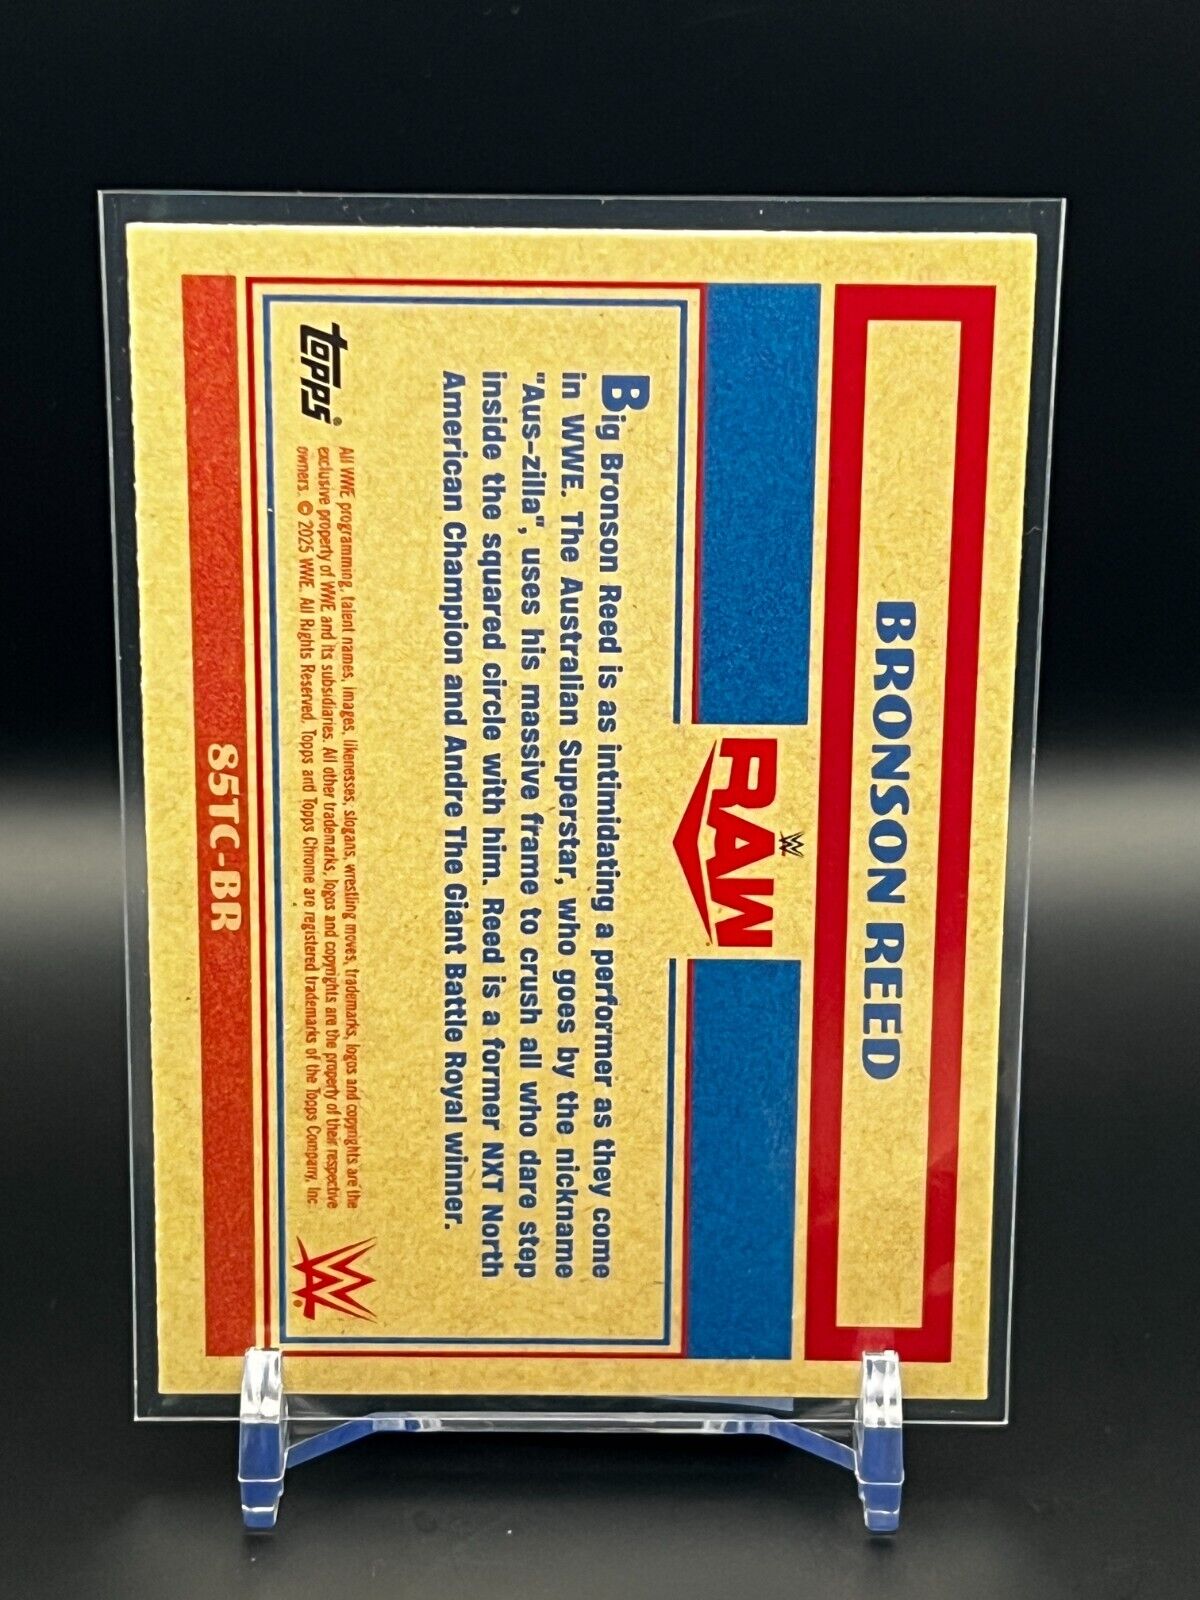 BRONSON REED
W
RAW
Big Bronson Reed is as intimidating a performer as they come
in WWE. The Australian Superstar, who goes by the nickname
"Aus-zilla", uses his massive frame to crush all who dare step
inside the squared circle with him. Reed is a former NXT North
American Champion and Andre The Giant Battle Royal winner.
topps®
All WWE programming, talent names, images, likenesses, slogans, wrestling moves, trademarks, logos and copyrights are the
exclusive property of WWE and its subsidiaries. All other trademarks, logos and copyrights are the property of their respective
owners. © 2025 WWE. All Rights Reserved. Topps and Topps Chrome are registered trademarks of the Topps Company, Inc.
W®
85TC-BR